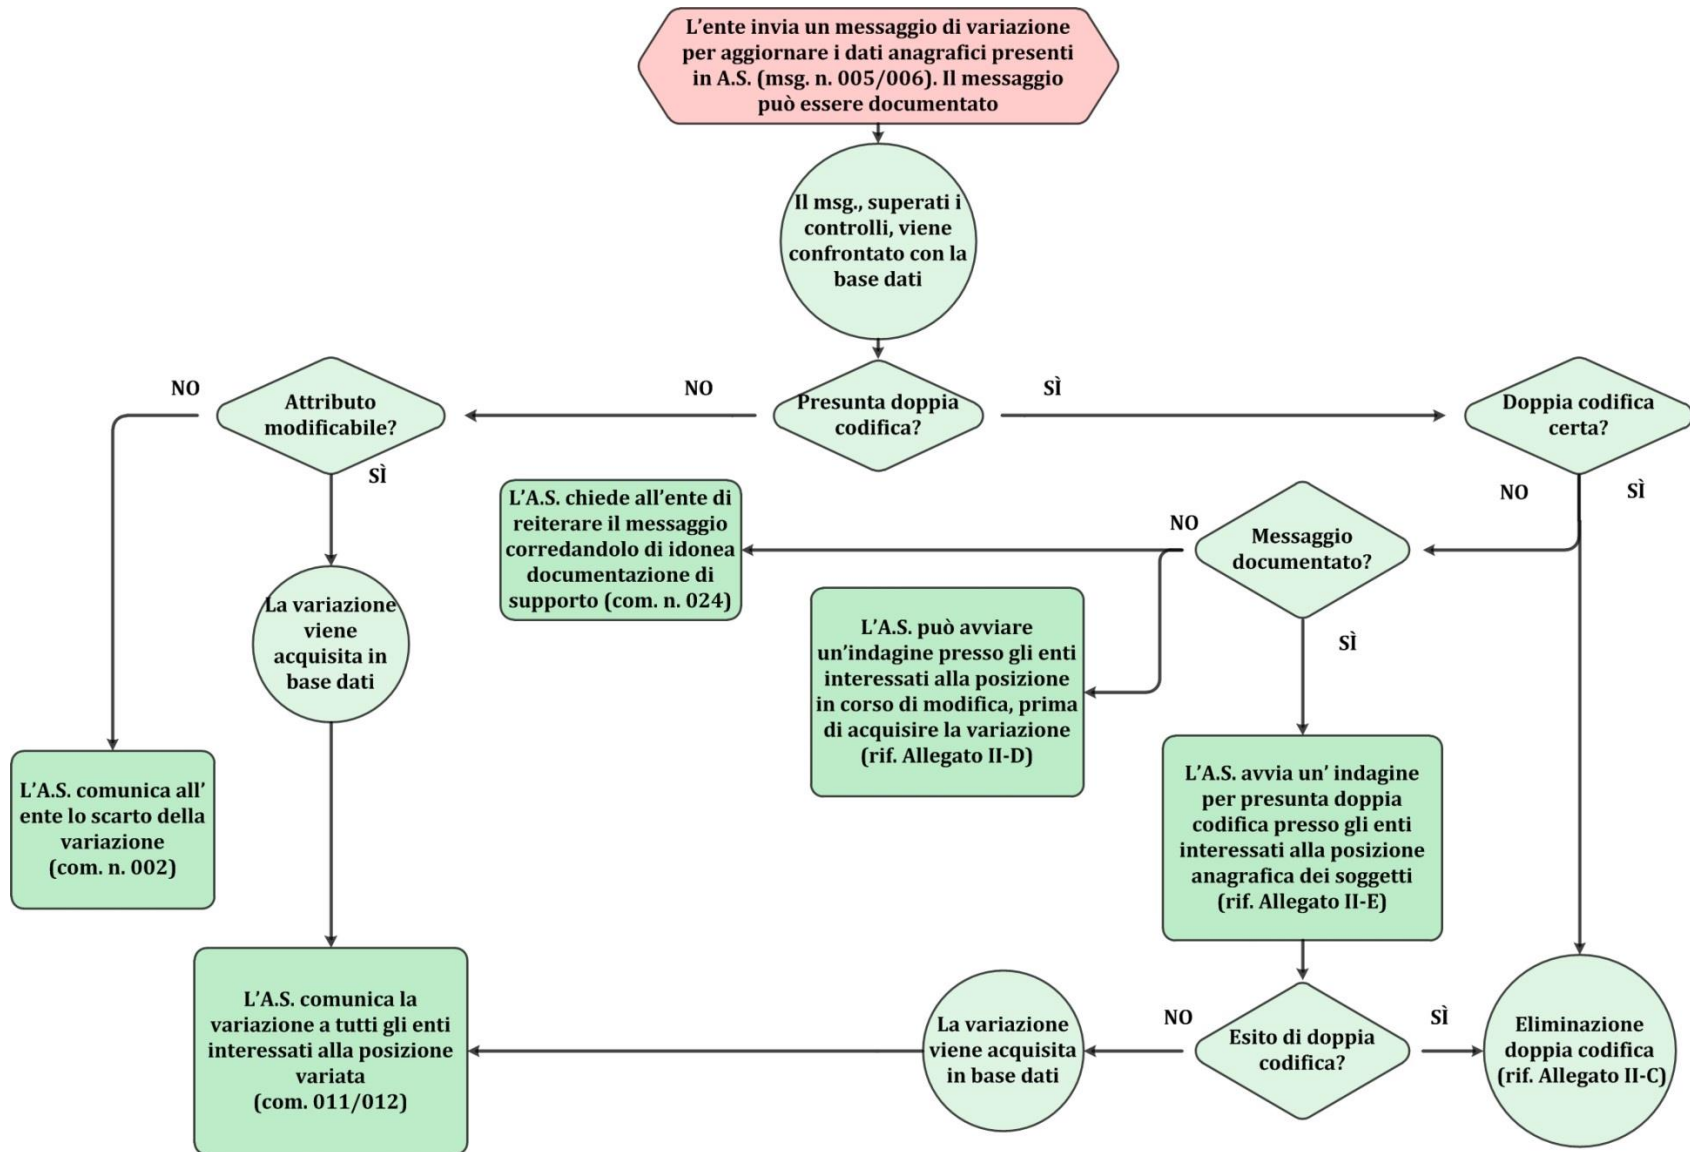 L'ente invia un messaggio di variazione
per aggiornare i dati anagrafici presenti
in A.S. (msg. n. 005/006). Il messaggio
può essere documentato
Il msg., superati i
controlli, viene
confrontato con la
base dati
NO
Attributo
modificabile?
NO
Presunta doppia
codifica?
SÌ
Doppia codifica
certa?
SÌ
NO
SÌ
L'A.S. chiede all'ente di
reiterare il messaggio
corredandolo di idonea
documentazione di
supporto (com. n. 024)
NO
Messaggio
documentato?
SÌ
La variazione
viene
acquisita in
base dati
L'A.S. può avviare
un'indagine presso gli enti
interessati alla posizione
in corso di modifica, prima
di acquisire la variazione
(rif. Allegato II-D)
L'A.S. comunica all'
ente lo scarto della
variazione
(com. n. 002)
L'A.S. avvia un' indagine
per presunta doppia
codifica presso gli enti
interessati alla posizione
anagrafica dei soggetti
(rif. Allegato II-E)
L'A.S. comunica la
variazione a tutti gli enti
interessati alla posizione
variata
(com. 011/012)
La variazione
viene acquisita
in base dati
NO
Esito di doppia
codifica?
SÌ
Eliminazione
doppia codifica
(rif. Allegato II-C)